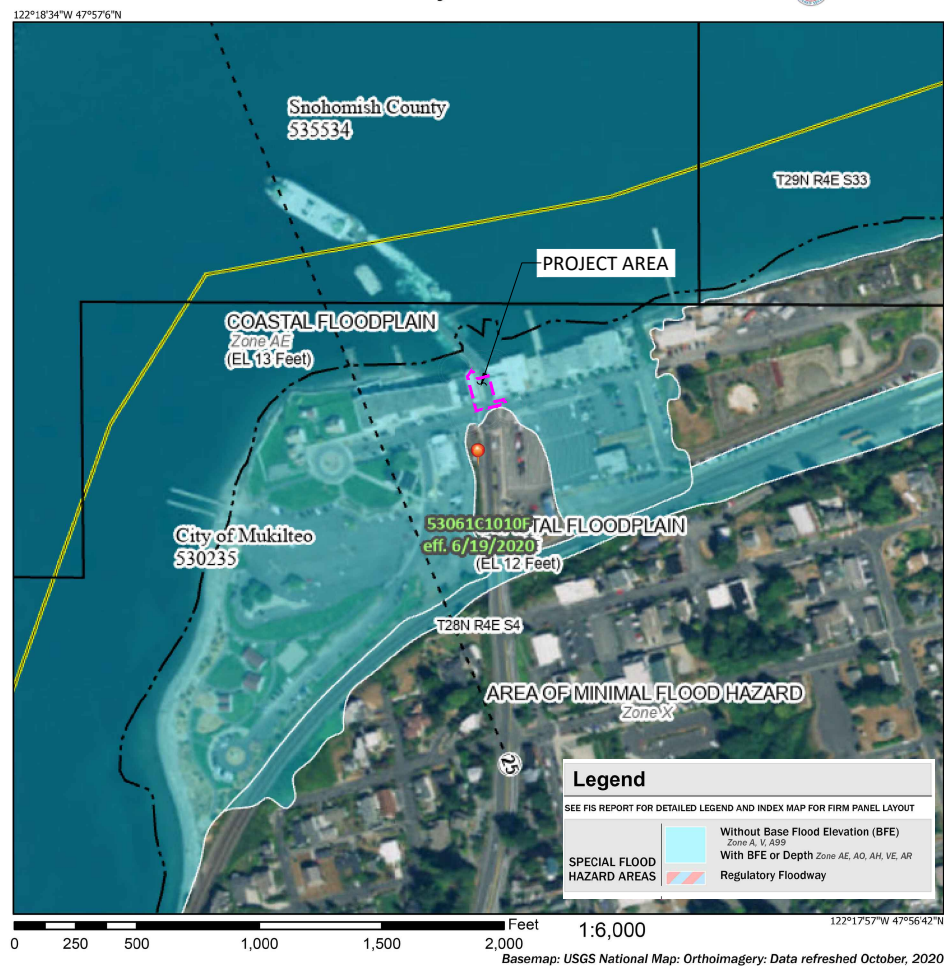 122°18'34"W 47°57'6"N
Snohomish County
535534
T29N R4E S33
PROJECT AREA
COASTAL FLOODPLAIN
Zone AE
(EL 13 Feet)
City of Mukilteo
530235
53061C1010F
eff. 6/19/2020
TAL FLOODPLAIN
(EL 12 Feet)
T28N R4E S4
AREA OF MINIMAL FLOOD HAZARD
Zone X
25
Legend
SEE FIS REPORT FOR DETAILED LEGEND AND INDEX MAP FOR FIRM PANEL LAYOUT
SPECIAL FLOOD
HAZARD AREAS
Without Base Flood Elevation (BFE)
Zone A, V, A99
With BFE or Depth Zone AE, AO, AH, VE, AR
Regulatory Floodway
Feet
0 250 500 1,000 1,500 2,000
1:6,000
122°17'57"W 47°56'42"N
Basemap: USGS National Map: Orthoimagery: Data refreshed October, 2020